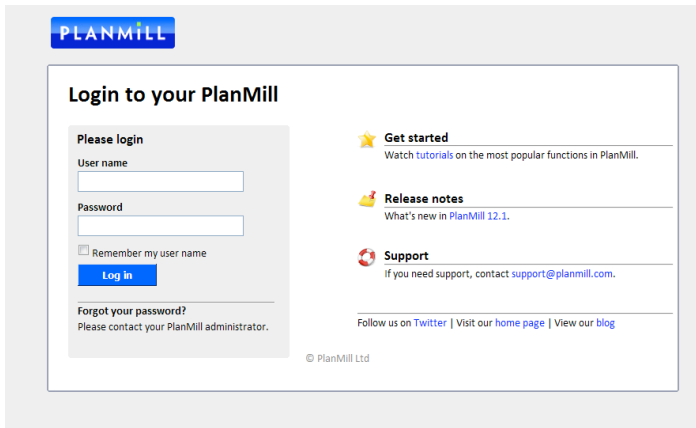 PLANMiLL
Login to your PlanMill
Please login
User name
Password
Remember my user name
Log in
Forgot your password?
Please contact your PlanMill administrator.
Get started
Watch tutorials on the most popular functions in PlanMill.
Release notes
What's new in PlanMill 12.1.
Support
If you need support, contact support@planmill.com.
Follow us on Twitter | Visit our home page | View our blog
© PlanMill Ltd